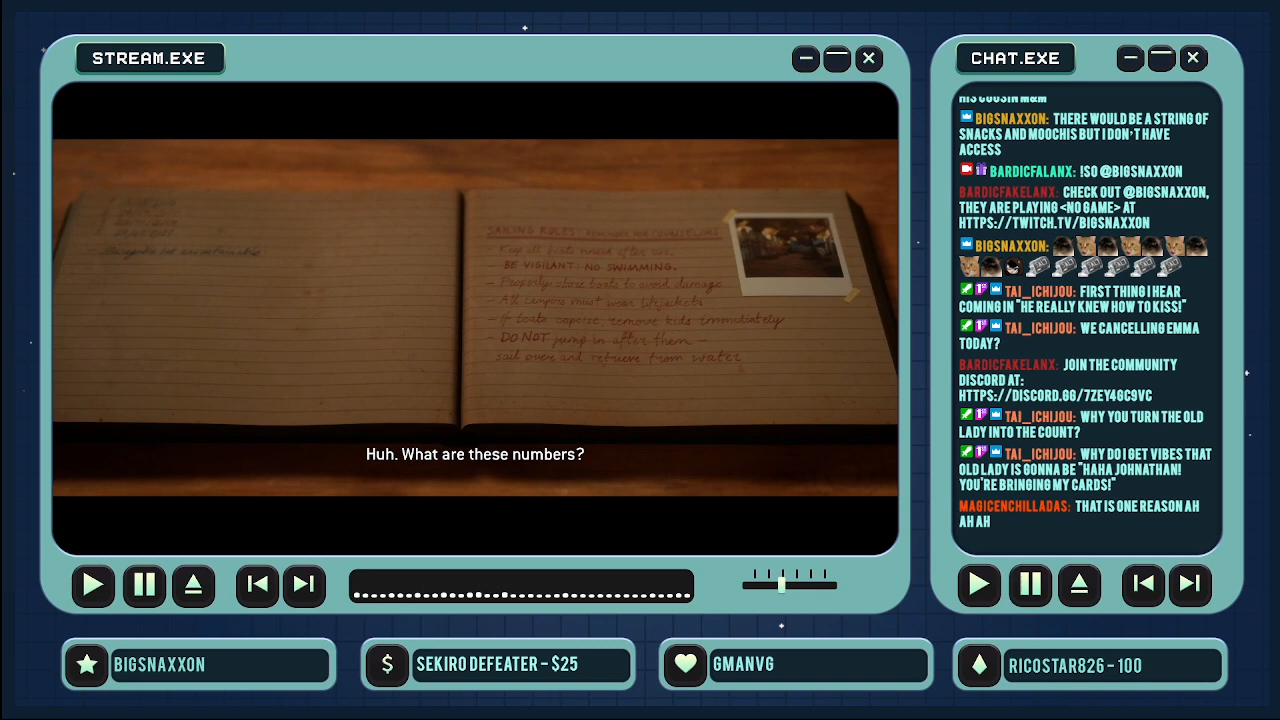 STREAM.EXE
SAILING RULES: REMINDER FOR COUNSELORS
- Keep all boats moored after use.
BE VIGILANT: NO SWIMMING.
- Properly store boats to avoid damage
- All campers must wear lifejackets
- If boats capsize, remove kids immediately
- DO NOT jump in after them -
sail over and retrieve from water
Huh. What are these numbers?
CHAT.EXE
HIS COUSIN M&M
BIGSNAXXON: THERE WOULD BE A STRING OF
SNACKS AND MOOCHIS BUT I DON'T HAVE
ACCESS
BARDICFALANX: !SO @BIGSNAXXON
BARDICFAKELANX: CHECK OUT @BIGSNAXXON,
THEY ARE PLAYING <NO GAME> AT
HTTPS://TWITCH.TV/BIGSNAXXON
BIGSNAXXON:
TAI_ICHIJOU: FIRST THING I HEAR
COMING IN "HE REALLY KNEW HOW TO KISS!"
TAI_ICHIJOU: WE CANCELLING EMMA
TODAY?
BARDICFAKELANX: JOIN THE COMMUNITY
DISCORD AT:
HTTPS://DISCORD.GG/7ZEY4GC9VC
TAI_ICHIJOU: WHY YOU TURN THE OLD
LADY INTO THE COUNT?
TAI_ICHIJOU: WHY DO I GET VIBES THAT
OLD LADY IS GONNA BE "HAHA JOHNATHAN!
YOU'RE BRINGING MY CARDS!"
MAGICENCHILLADAS: THAT IS ONE REASON AH
AH AH
BIGSNAXXON
SEKIRO DEFEATER - $25
GMANVG
RICOSTAR826 - 100